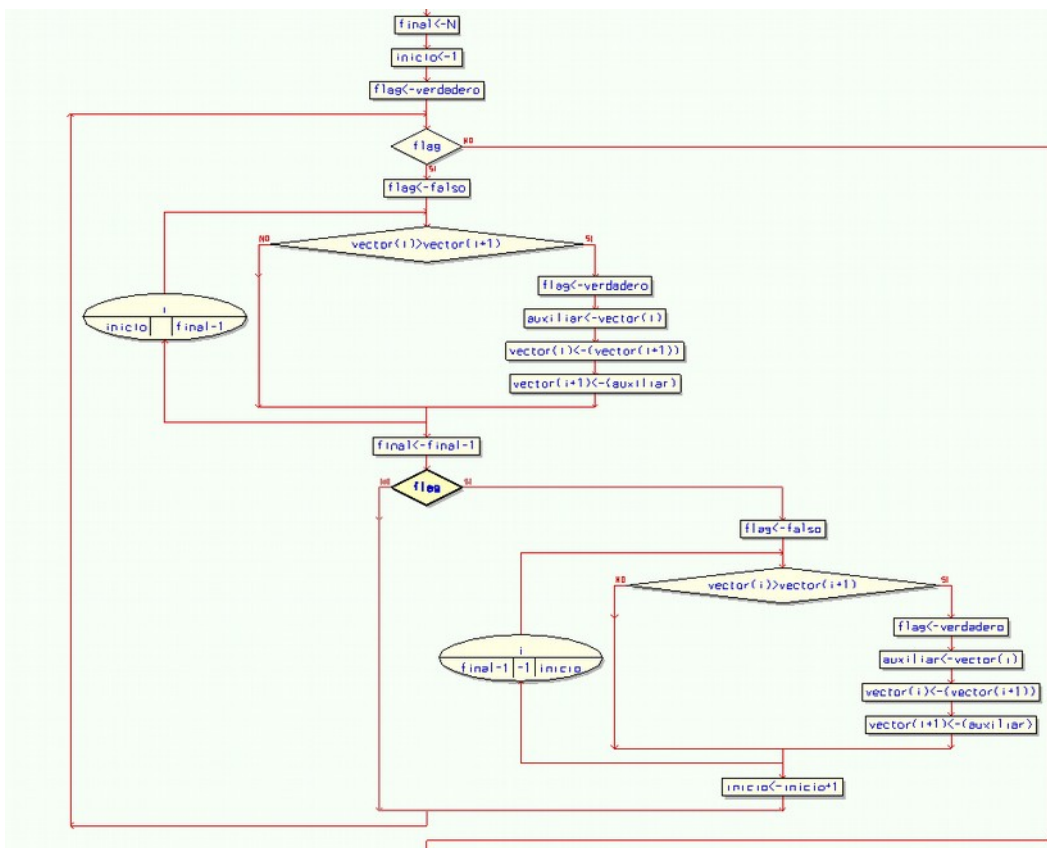 final<-N
inicio<-1
flag<-verdadero
flag
NO
SI
flag<-falso
vector(i)>vector(i+1)
NO
SI
flag<-verdadero
auxiliar<-vector(i)
vector(i)<-(vector(i+1))
vector(i+1)<-(auxiliar)
i
inicio final-1
final<-final-1
flag
NO
SI
flag<-falso
vector(i)>vector(i+1)
NO
SI
flag<-verdadero
auxiliar<-vector(i)
vector(i)<-(vector(i+1))
vector(i+1)<-(auxiliar)
i
final-1 -1 inicio
inicio<-inicio+1